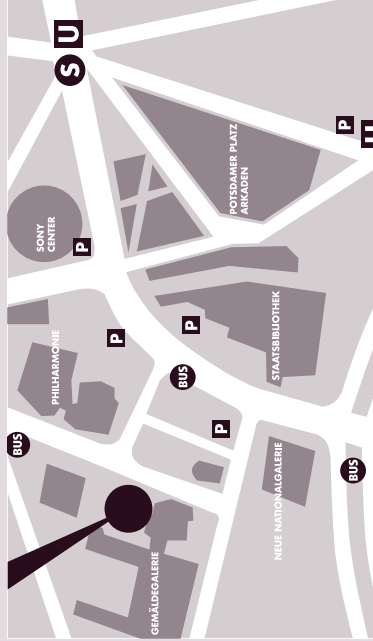 U
S
P
U
POTSDAMER PLATZ
ARKADEN
SONY
CENTER
P
P
P
STAATSBIBLIOTHEK
PHILHARMONIE
BUS
P
BUS
BUS
NEUE NATIONALGALERIE
GEMÄLDEGALERIE